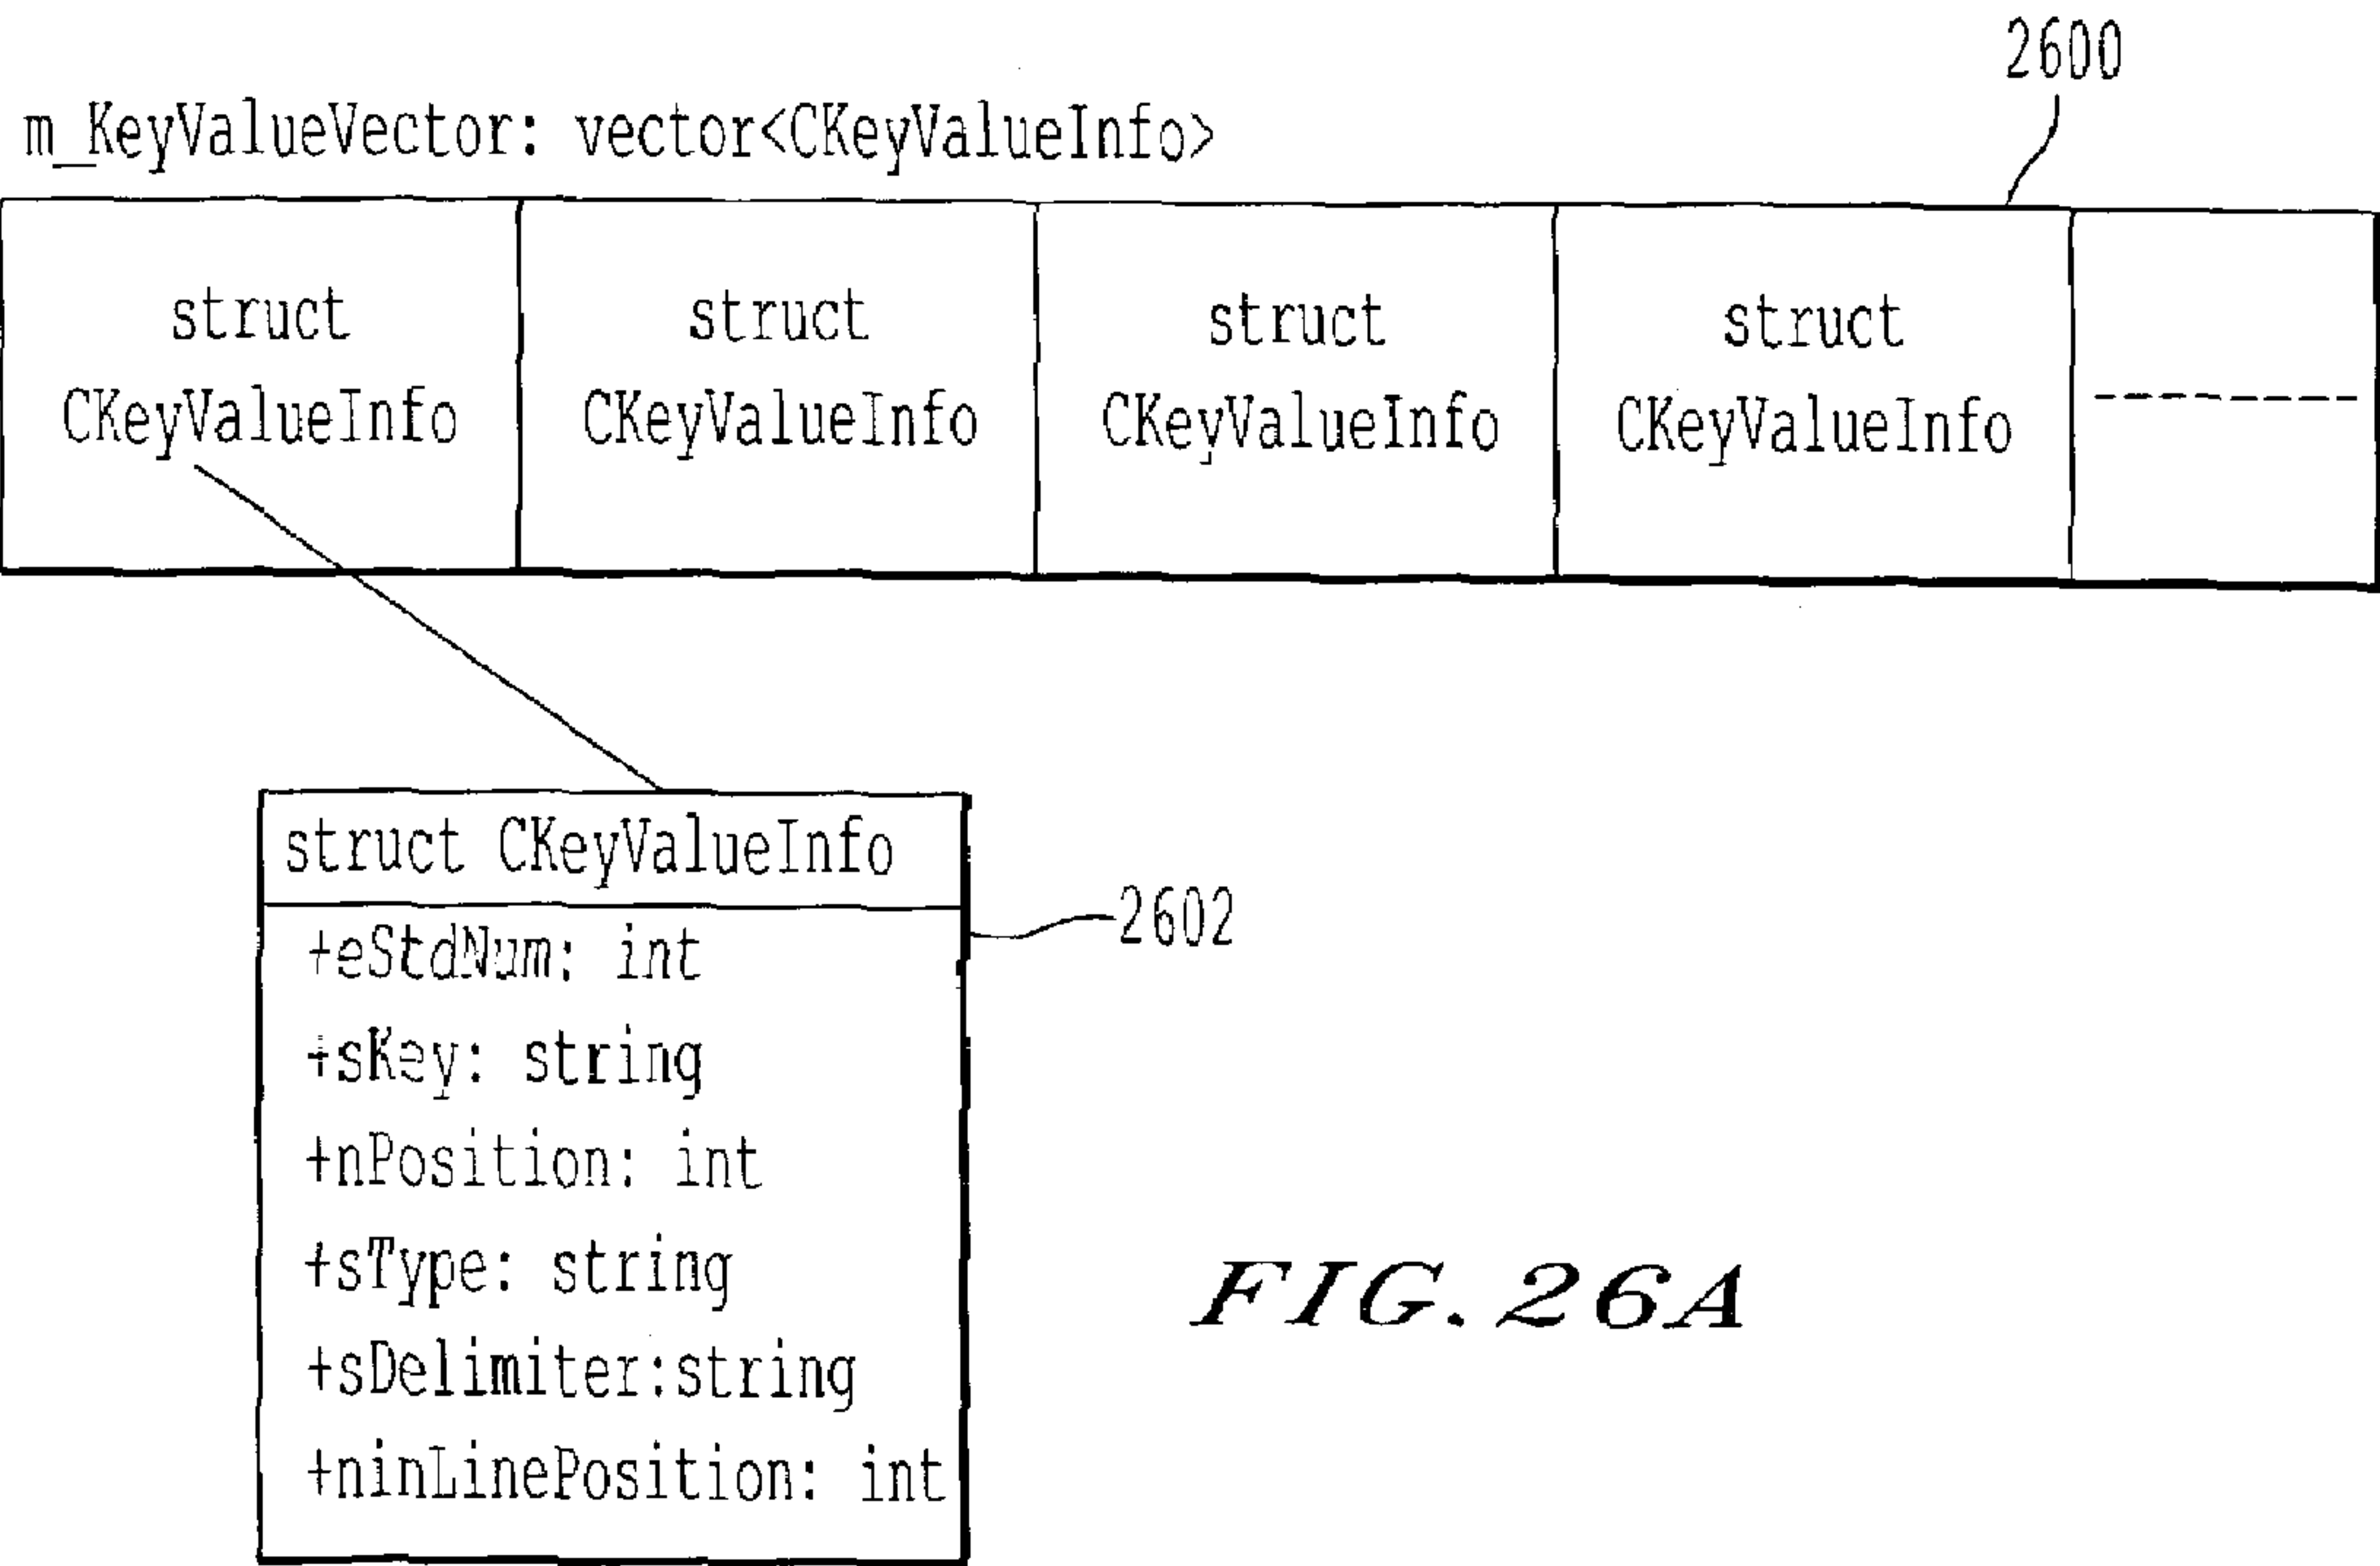 2600
m_KeyValueVector: vector<CKeyValueInfo>
struct
CKeyValueInfo
struct
CKeyValueInfo
struct
CKeyValueInfo
struct
CKeyValueInfo
struct CKeyValueInfo
2602
+eStdNum: int
+sKey: string
+nPosition: int
+sType: string
+sDelimiter:string
+ninLinePosition: int
FIG. 26A